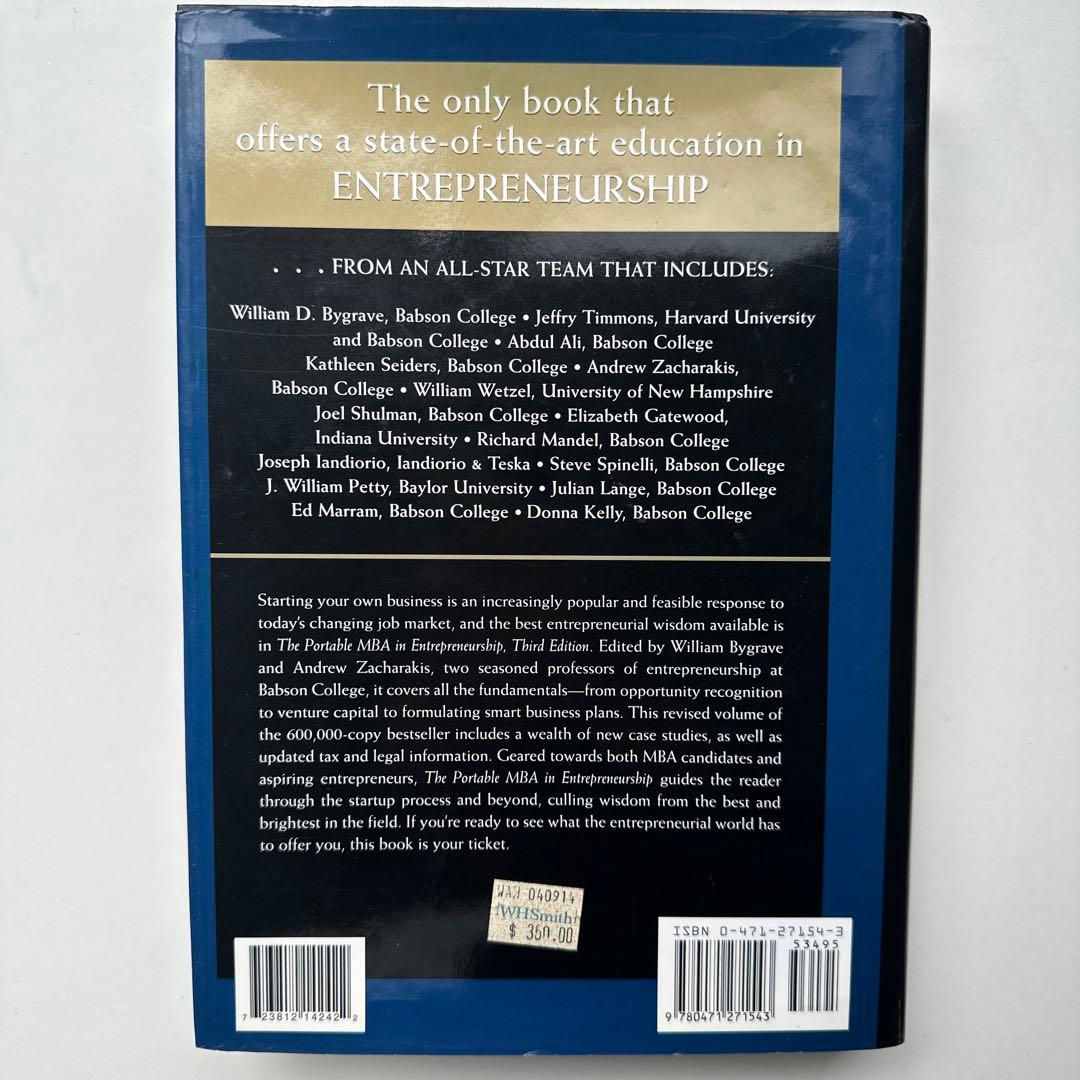 The only book that
offers a state-of-the-art education in
ENTREPRENEURSHIP
. . . FROM AN ALL-STAR TEAM THAT INCLUDES:
William D. Bygrave, Babson College • Jeffry Timmons, Harvard University
and Babson College • Abdul Ali, Babson College
Kathleen Seiders, Babson College • Andrew Zacharakis,
Babson College • William Wetzel, University of New Hampshire
Joel Shulman, Babson College • Elizabeth Gatewood,
Indiana University • Richard Mandel, Babson College
Joseph Iandiorio, Iandiorio & Teska • Steve Spinelli, Babson College
J. William Petty, Baylor University • Julian Lange, Babson College
Ed Marram, Babson College • Donna Kelly, Babson College
Starting your own business is an increasingly popular and feasible response to
today's changing job market, and the best entrepreneurial wisdom available is
in The Portable MBA in Entrepreneurship, Third Edition. Edited by William Bygrave
and Andrew Zacharakis, two seasoned professors of entrepreneurship at
Babson College, it covers all the fundamentals—from opportunity recognition
to venture capital to formulating smart business plans. This revised volume of
the 600,000-copy bestseller includes a wealth of new case studies, as well as
updated tax and legal information. Geared towards both MBA candidates and
aspiring entrepreneurs, The Portable MBA in Entrepreneurship guides the reader
through the startup process and beyond, culling wisdom from the best and
brightest in the field. If you're ready to see what the entrepreneurial world has
to offer you, this book is your ticket.
040914
WHSmith
$ 360.00
ISBN 0-471-27154-3
53495
7 23812 14242 2
9 780471 271543